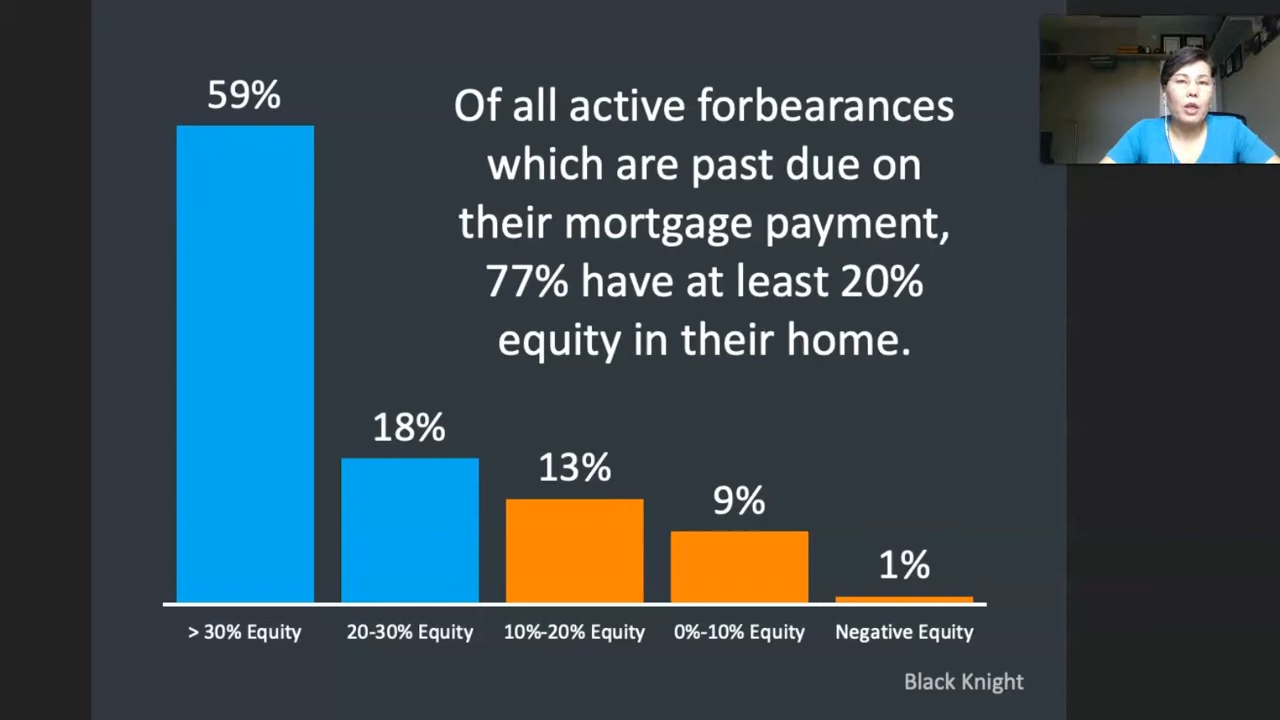 59%
Of all active forbearances
which are past due on
their mortgage payment,
77% have at least 20%
equity in their home.
18%
13%
9%
1%
> 30% Equity
20-30% Equity
10%-20% Equity
0%-10% Equity
Negative Equity
Black Knight